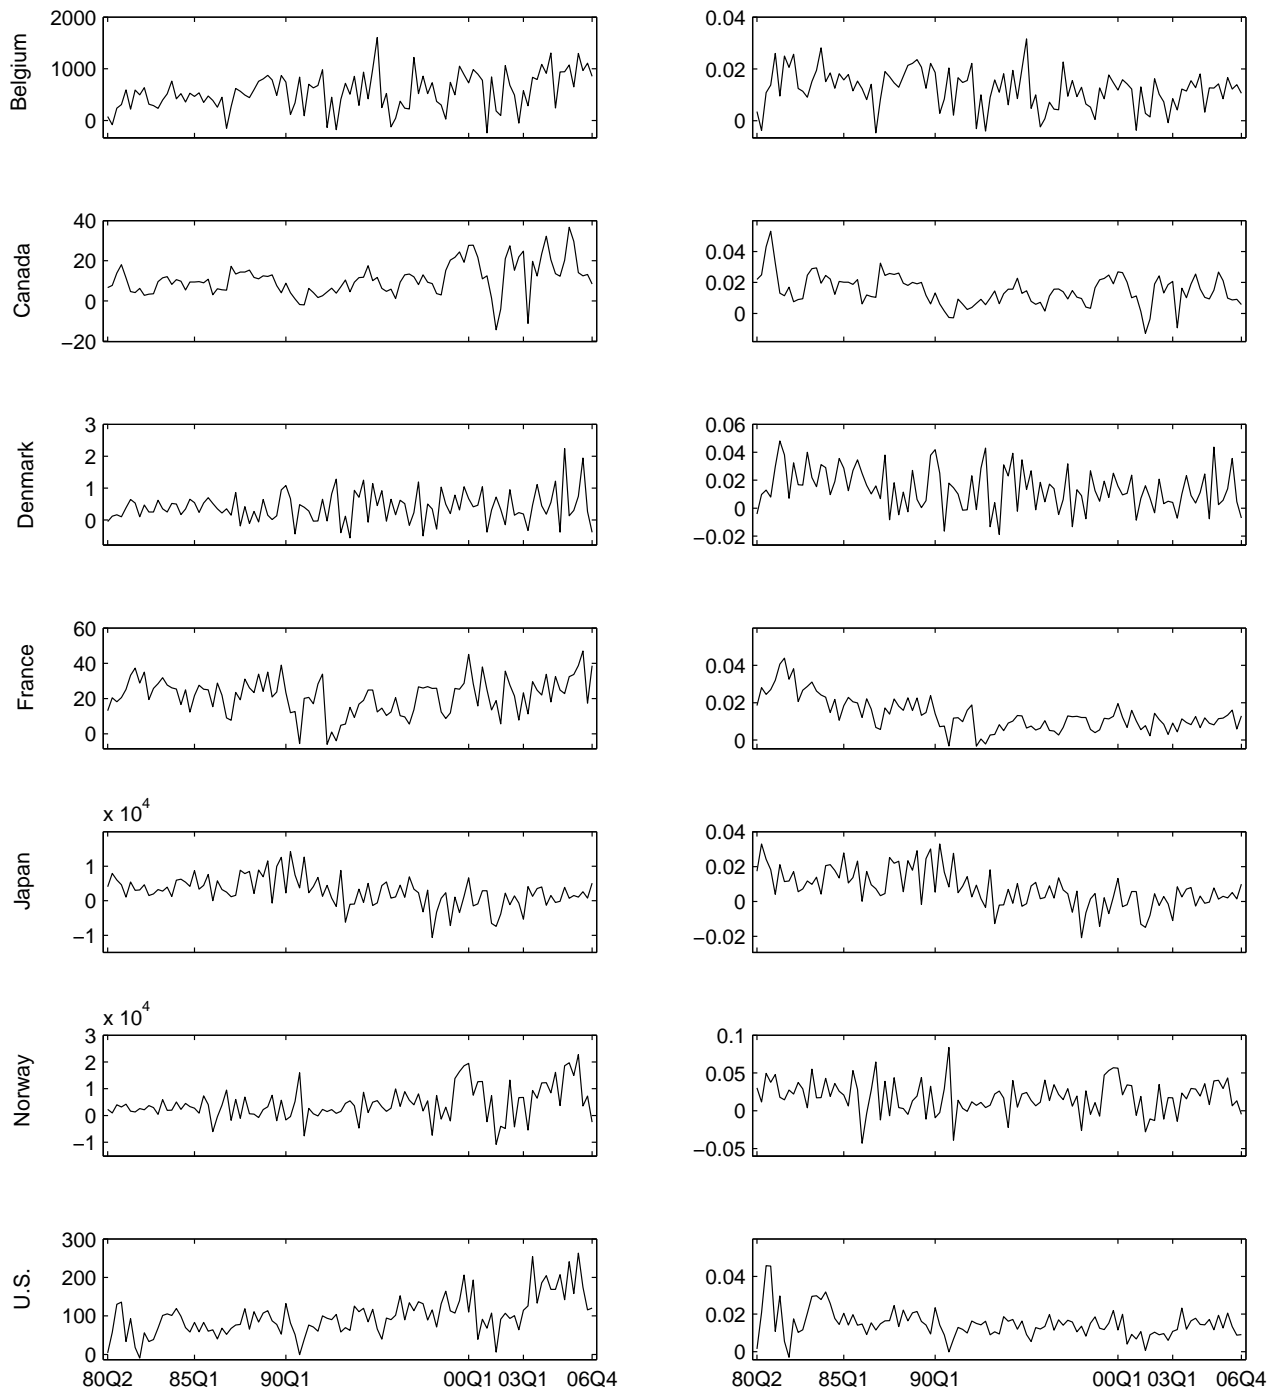 2000 0.04
Belgium
1000 0.02
0 0
40
Canada
20 0.04
0 0.02
−20 0
3 0.06
Denmark
2 0.04
1 0.02
0 0
−0.02
60
France
40 0.04
20 0.02
0 0
x 10^4
0.04
Japan
1 0.02
0 0
−1 −0.02
x 10^4
3 0.1
Norway
2 0.05
1
0 0
−1 −0.05
300
U.S.
200 0.04
100 0.02
0 0
80Q2 85Q1 90Q1 00Q1 03Q1 06Q4 80Q2 85Q1 90Q1 00Q1 03Q1 06Q4